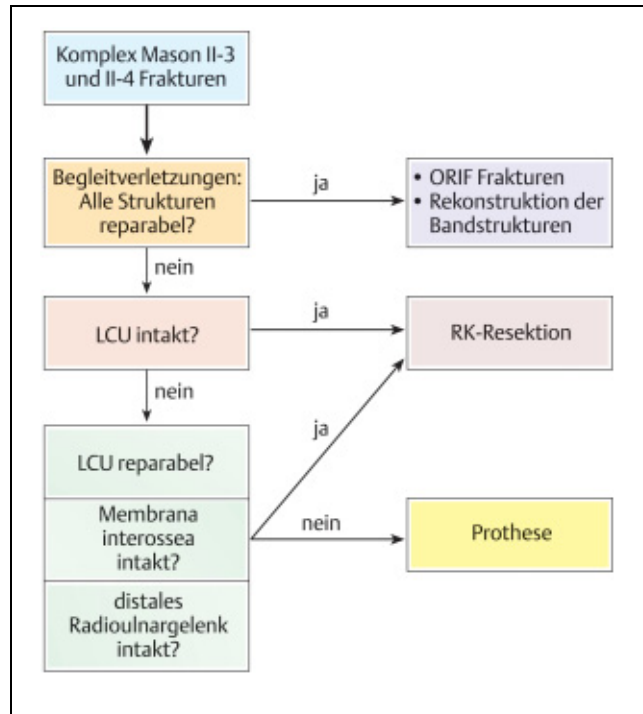 Komplex Mason II-3
und II-4 Frakturen
Begleitverletzungen:
Alle Strukturen
reparabel?
ja
• ORIF Frakturen
• Rekonstruktion der
Bandstrukturen
nein
LCU intakt?
ja
RK-Resektion
nein
LCU reparabel?
ja
Membrana
interossea
intakt?
nein
Prothese
distales
Radioulnargelenk
intakt?